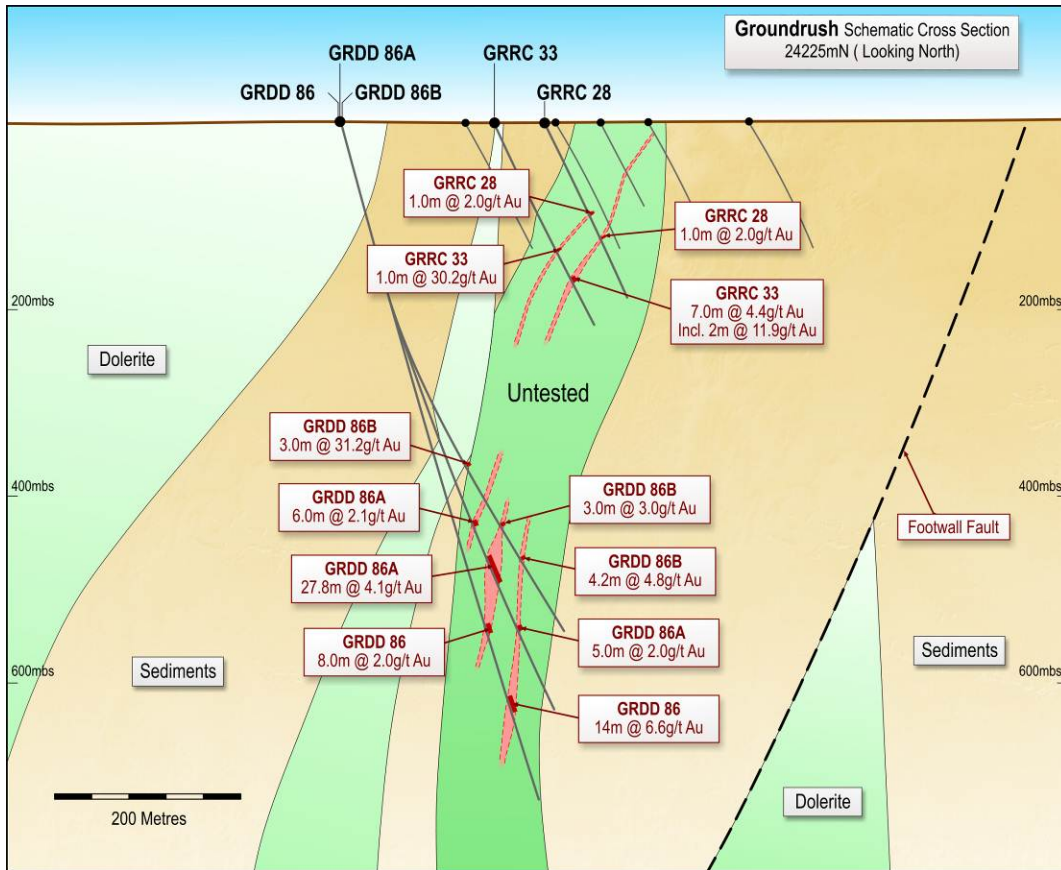 Groundrush Schematic Cross Section
24225mN ( Looking North)
GRDD 86A
GRRC 33
GRDD 86
GRDD 86B
GRRC 28
GRRC 28
1.0m @ 2.0g/t Au
GRRC 28
1.0m @ 2.0g/t Au
GRRC 33
1.0m @ 30.2g/t Au
GRRC 33
7.0m @ 4.4g/t Au
Incl. 2m @ 11.9g/t Au
200mbs
200mbs
Dolerite
Untested
GRDD 86B
3.0m @ 31.2g/t Au
GRDD 86A
6.0m @ 2.1g/t Au
GRDD 86B
3.0m @ 3.0g/t Au
400mbs
400mbs
Footwall Fault
GRDD 86A
27.8m @ 4.1g/t Au
GRDD 86B
4.2m @ 4.8g/t Au
GRDD 86
8.0m @ 2.0g/t Au
GRDD 86A
5.0m @ 2.0g/t Au
Sediments
Sediments
600mbs
600mbs
GRDD 86
14m @ 6.6g/t Au
Dolerite
200 Metres